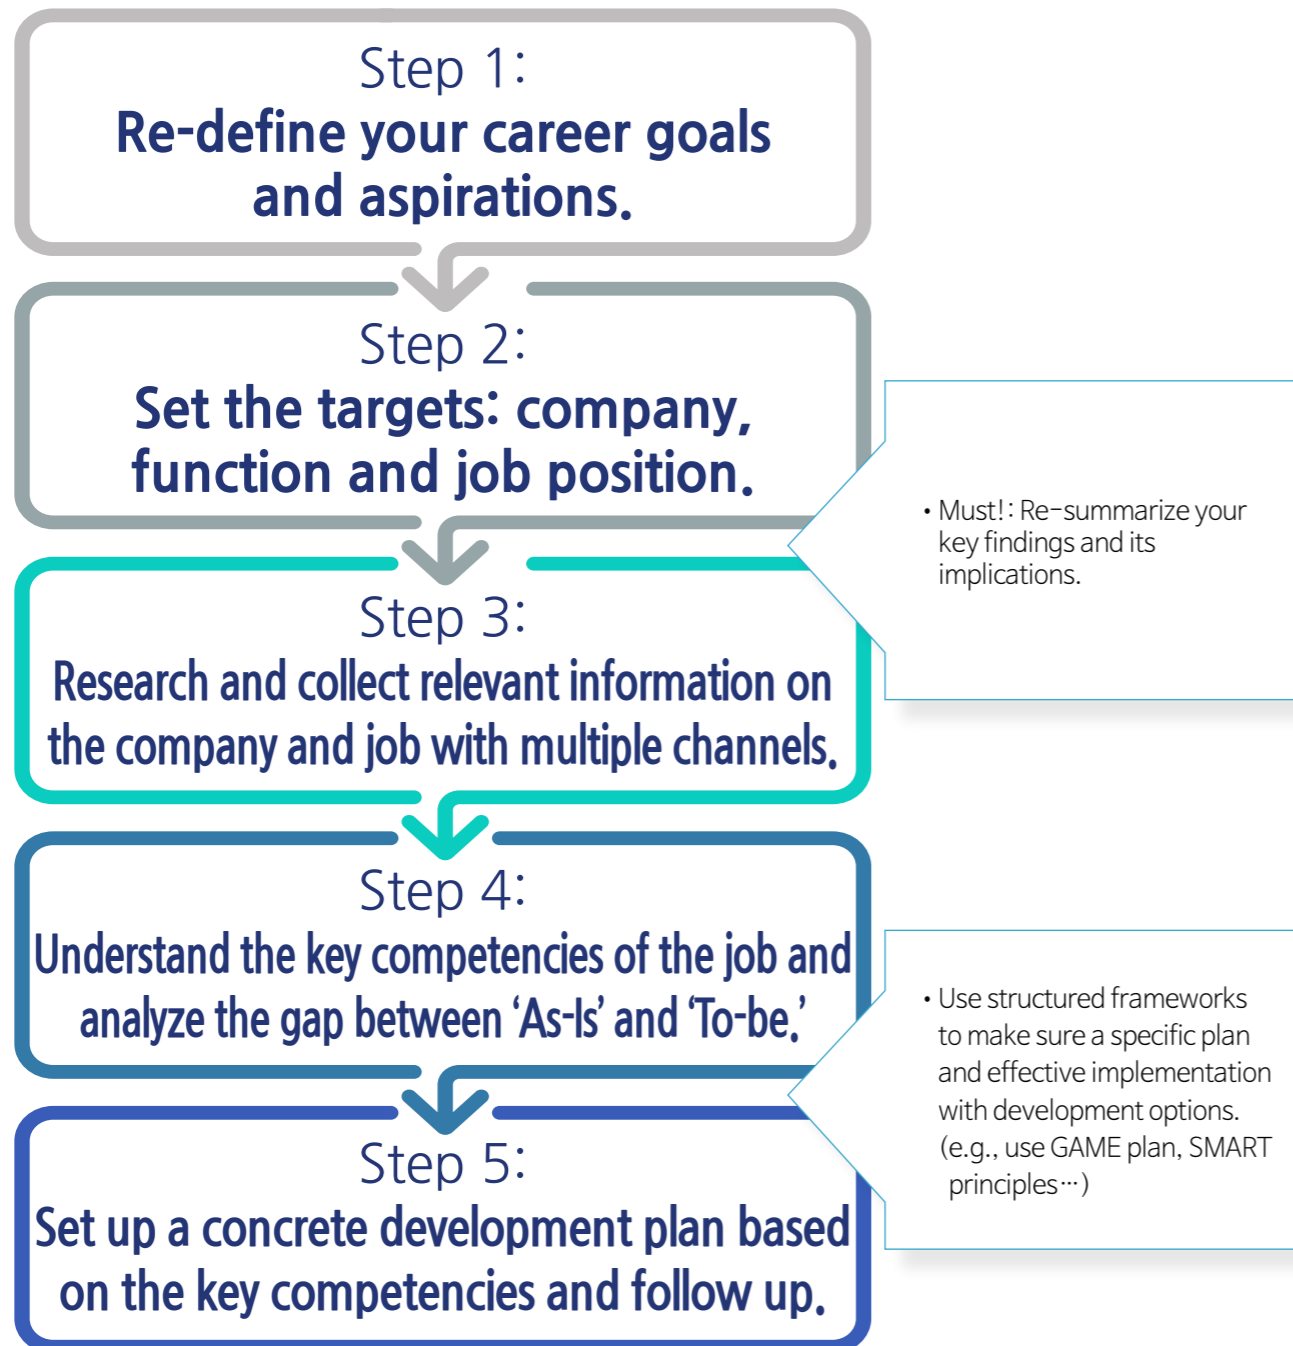 Step 1:
Re-define your career goals
and aspirations.
Step 2:
Set the targets: company,
function and job position.
• Must!: Re-summarize your
key findings and its
implications.
Step 3:
Research and collect relevant information on
the company and job with multiple channels.
Step 4:
Understand the key competencies of the job and
analyze the gap between ‘As-Is’ and ‘To-be.’
• Use structured frameworks
to make sure a specific plan
and effective implementation
with development options.
(e.g., use GAME plan, SMART
principles…)
Step 5:
Set up a concrete development plan based
on the key competencies and follow up.